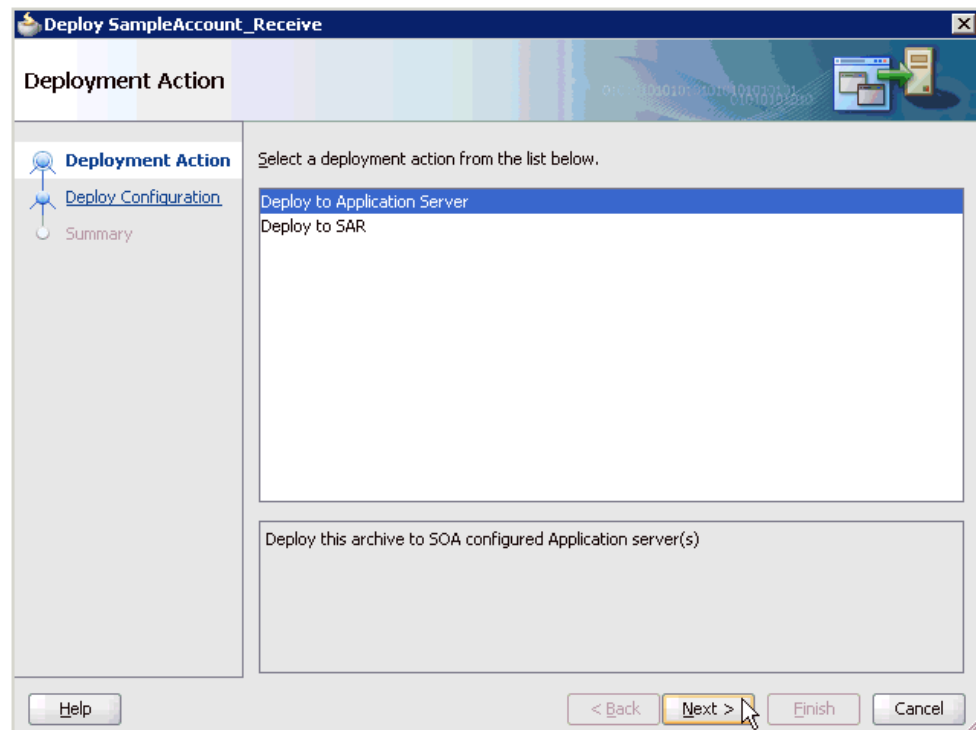 Deploy SampleAccount_Receive
Deployment Action
Deployment Action
Deploy Configuration
Summary
Select a deployment action from the list below.
Deploy to Application Server
Deploy to SAR
Deploy this archive to SOA configured Application server(s)
Help
< Back
Next >
Finish
Cancel